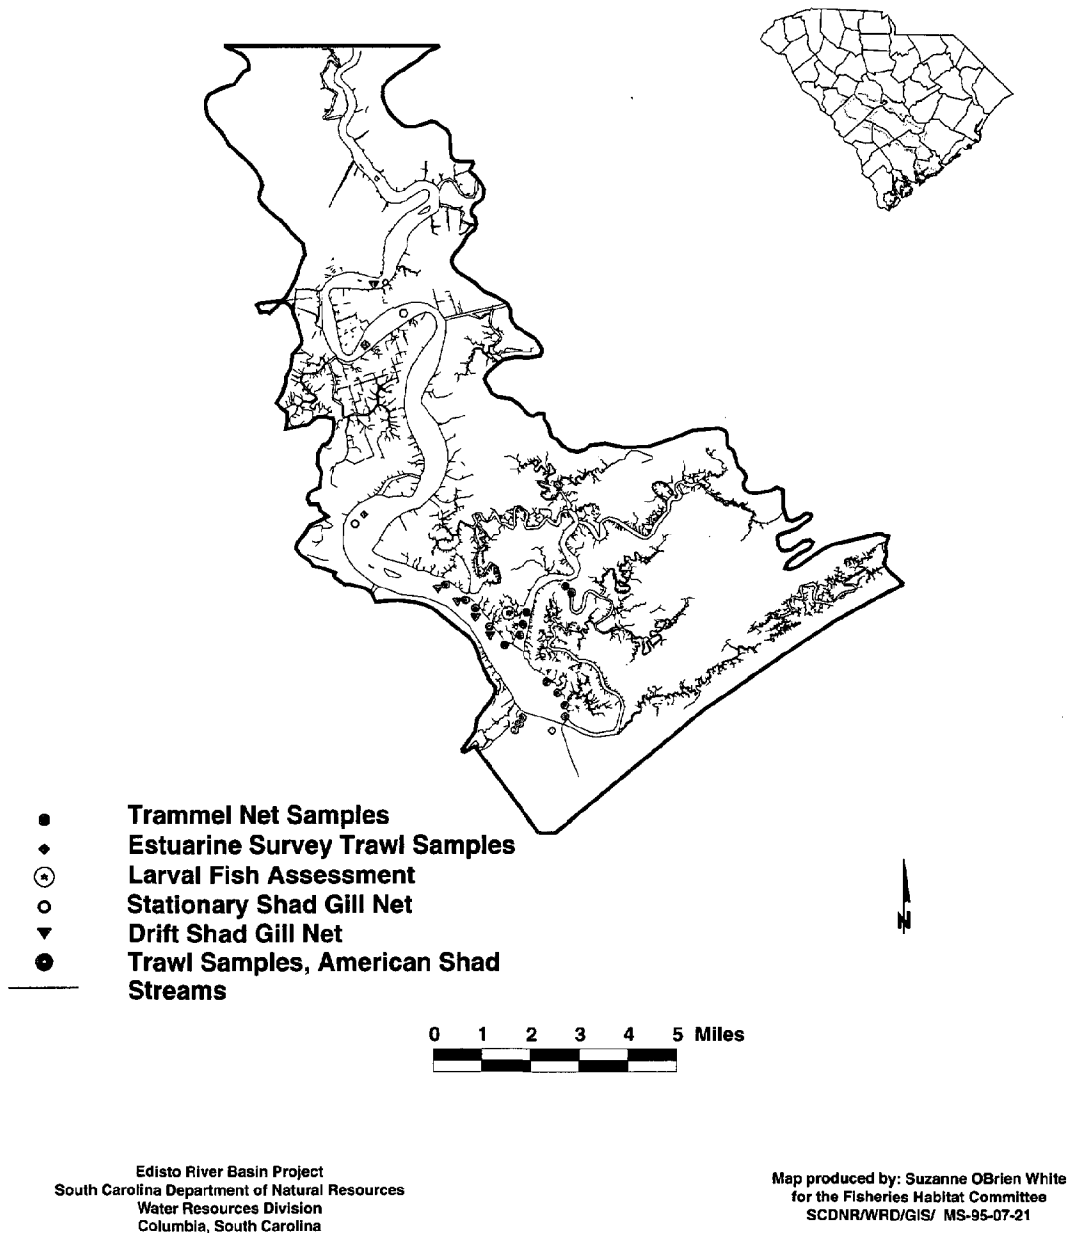 Trammel Net Samples
Estuarine Survey Trawl Samples
Larval Fish Assessment
Stationary Shad Gill Net
Drift Shad Gill Net
Trawl Samples, American Shad
Streams
N
0 1 2 3 4 5 Miles
Edisto River Basin Project
South Carolina Department of Natural Resources
Water Resources Division
Columbia, South Carolina
Map produced by: Suzanne OBrien White
for the Fisheries Habitat Committee
SCDNR/WRD/GIS/ MS-95-07-21